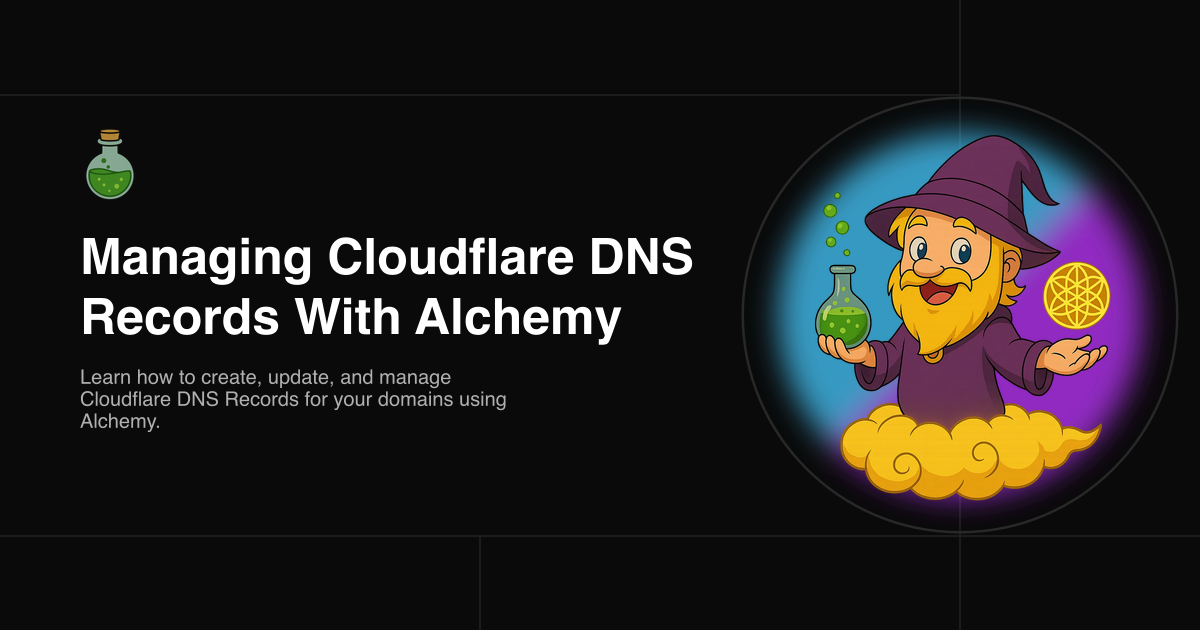 Managing Cloudflare DNS
Records With Alchemy
Learn how to create, update, and manage
Cloudflare DNS Records for your domains using
Alchemy.